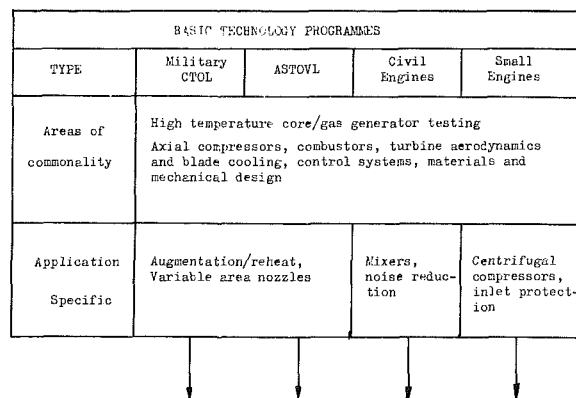 BASIC TECHNOLOGY PROGRAMMES
TYPE
Military CTOL
ASTOVL
Civil Engines
Small Engines
Areas of commonality
High temperature core/gas generator testing
Axial compressors, combustors, turbine aerodynamics
and blade cooling, control systems, materials and
mechanical design
Application Specific
Augmentation/reheat,
Variable area nozzles
Mixers,
noise reduc-
tion
Centrifugal
compressors,
inlet protect-
ion